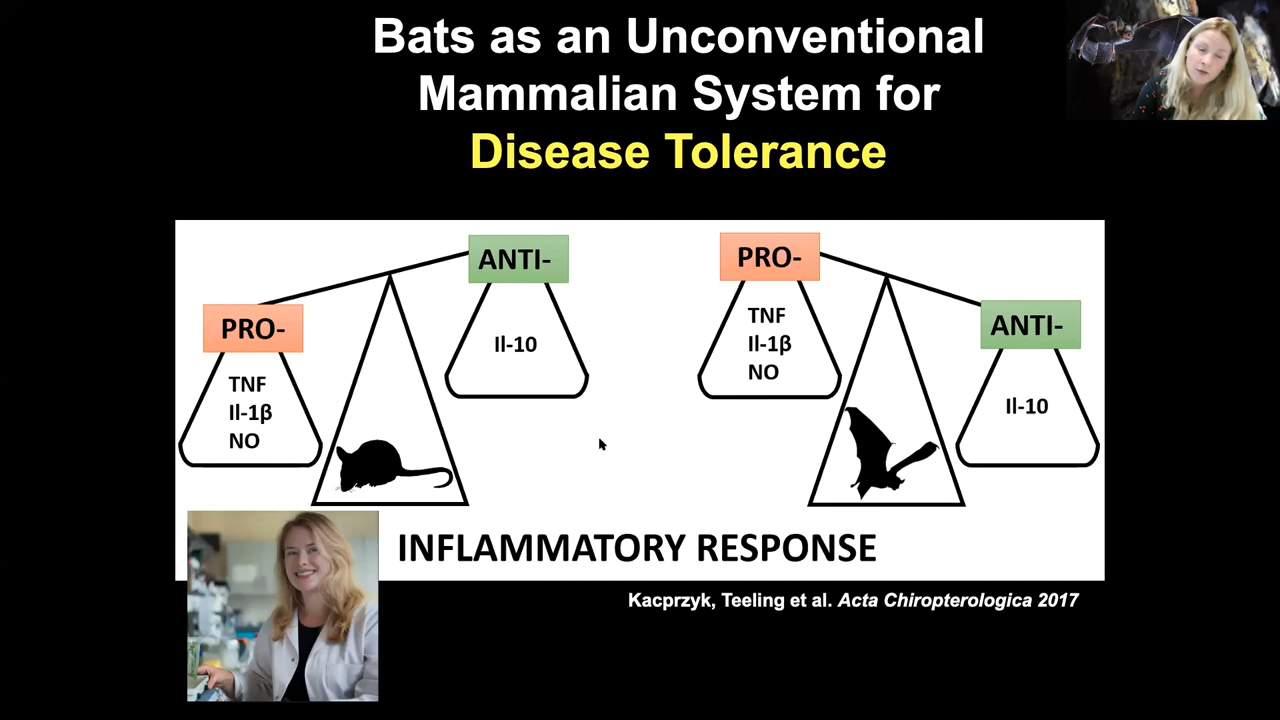 Bats as an Unconventional
Mammalian System for
Disease Tolerance
ANTI-
PRO-
Il-10
TNF
Il-1β
NO
PRO-
ANTI-
TNF
Il-1β
NO
Il-10
INFLAMMATORY RESPONSE
Kacprzyk, Teeling et al. Acta Chiropterologica 2017